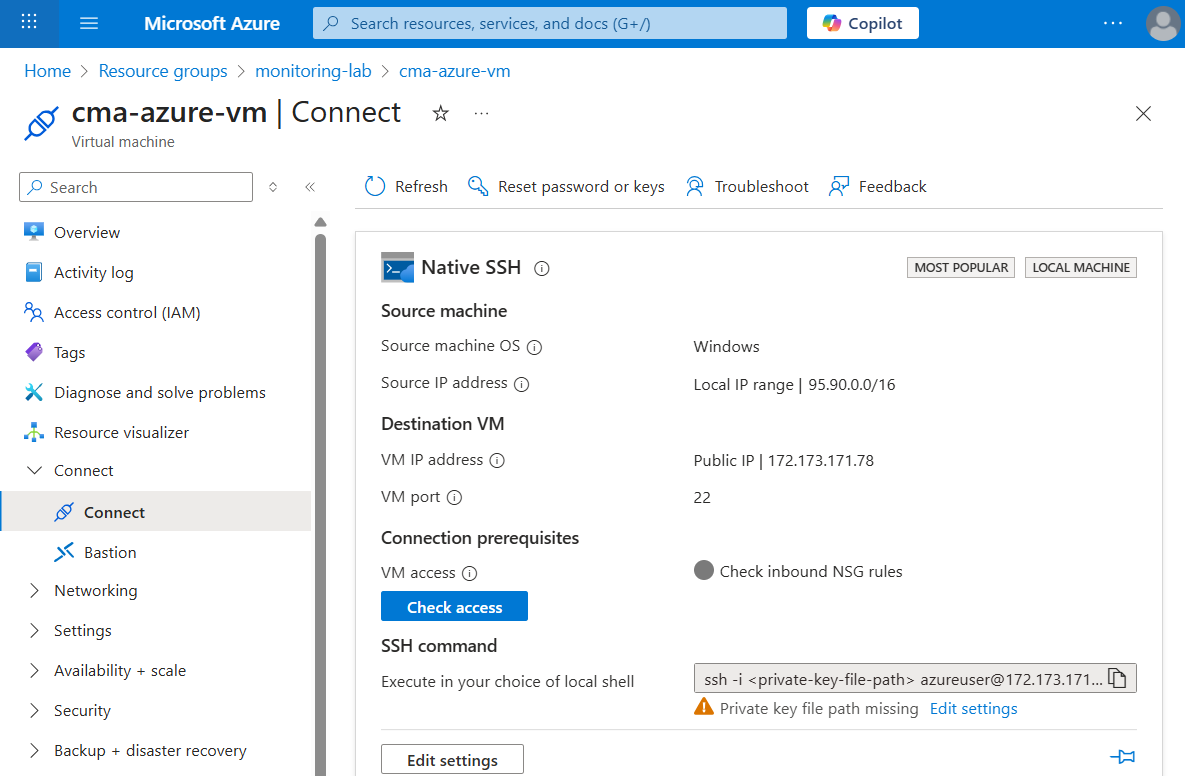 Microsoft Azure
Search resources, services, and docs (G+/)
Copilot
Home > Resource groups > monitoring-lab > cma-azure-vm
cma-azure-vm | Connect
Virtual machine
Search
Overview
Activity log
Access control (IAM)
Tags
Diagnose and solve problems
Resource visualizer
Connect
Connect
Bastion
Networking
Settings
Availability + scale
Security
Backup + disaster recovery
Refresh
Reset password or keys
Troubleshoot
Feedback
Native SSH
MOST POPULAR
LOCAL MACHINE
Source machine
Source machine OS
Windows
Source IP address
Local IP range | 95.90.0.0/16
Destination VM
VM IP address
Public IP | 172.173.171.78
VM port
22
Connection prerequisites
VM access
Check inbound NSG rules
Check access
SSH command
Execute in your choice of local shell
ssh -i <private-key-file-path> azureuser@172.173.171...
Private key file path missing Edit settings
Edit settings